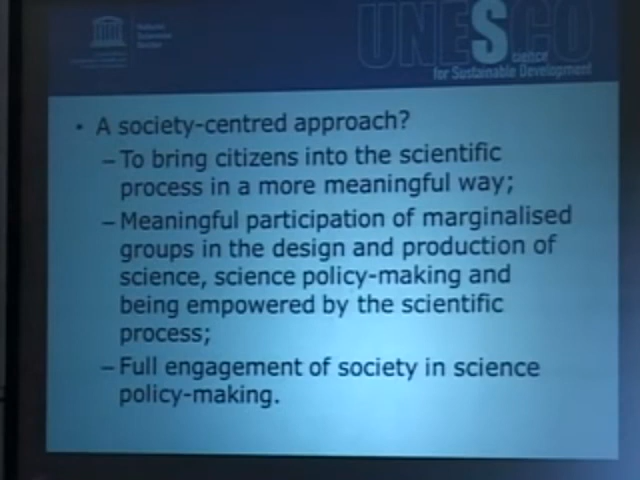 UNESCO
Science
for Sustainable Development
• A society-centred approach?
– To bring citizens into the scientific
process in a more meaningful way;
– Meaningful participation of marginalised
groups in the design and production of
science, science policy-making and
being empowered by the scientific
process;
– Full engagement of society in science
policy-making.